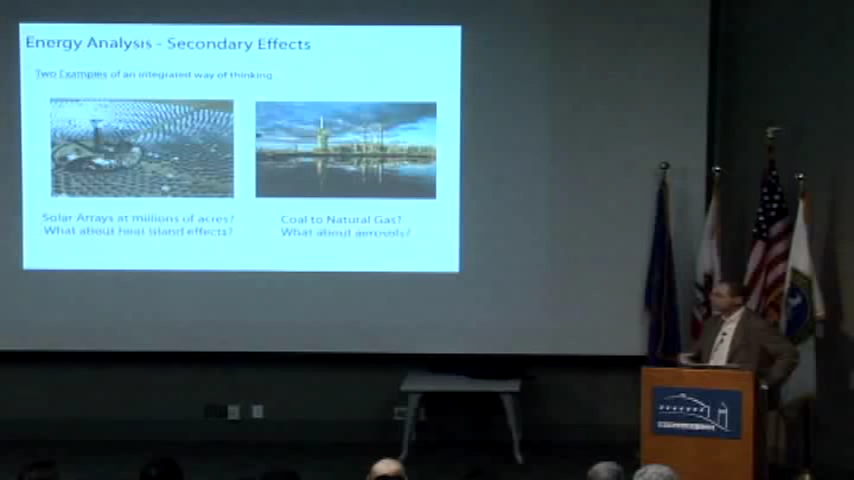 Energy Analysis - Secondary Effects
Two Examples of an integrated way of thinking
Solar Arrays at millions of acres?
What about heat island effects?
Coal to Natural Gas?
What about aerosols?